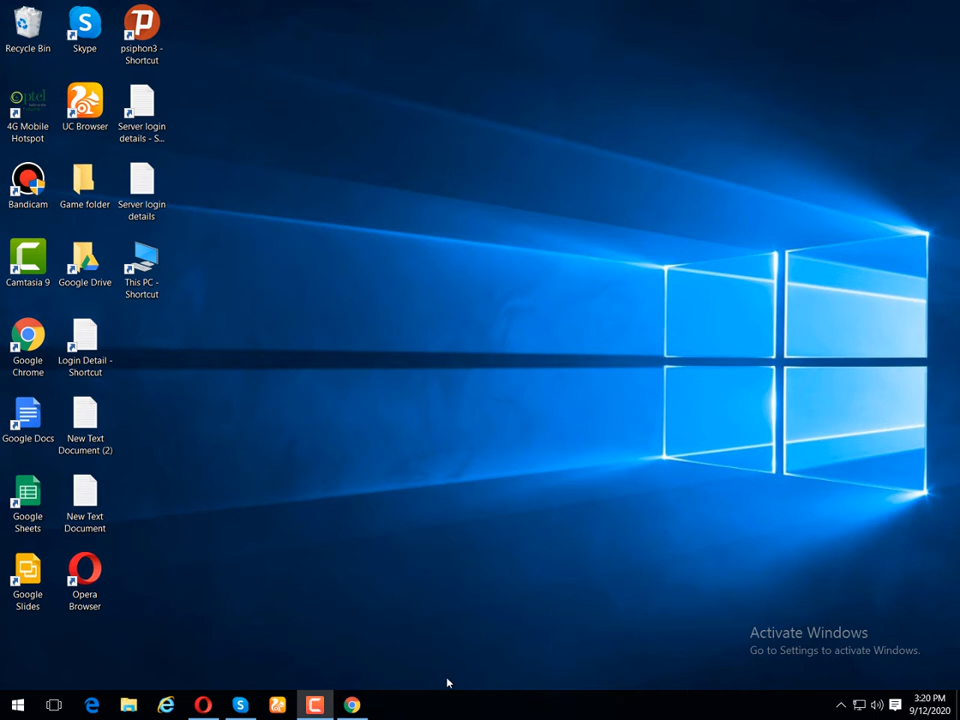 Recycle Bin
Skype
psiphon3 -
Shortcut
4G Mobile
Hotspot
UC Browser
Server login
details - S...
Bandicam
Game folder
Server login
details
Camtasia 9
Google Drive
This PC -
Shortcut
Google
Chrome
Login Detail -
Shortcut
Google Docs
New Text
Document (2)
Google
Sheets
New Text
Document
Google
Slides
Opera
Browser
Activate Windows
Go to Settings to activate Windows.
3:20 PM
9/12/2020